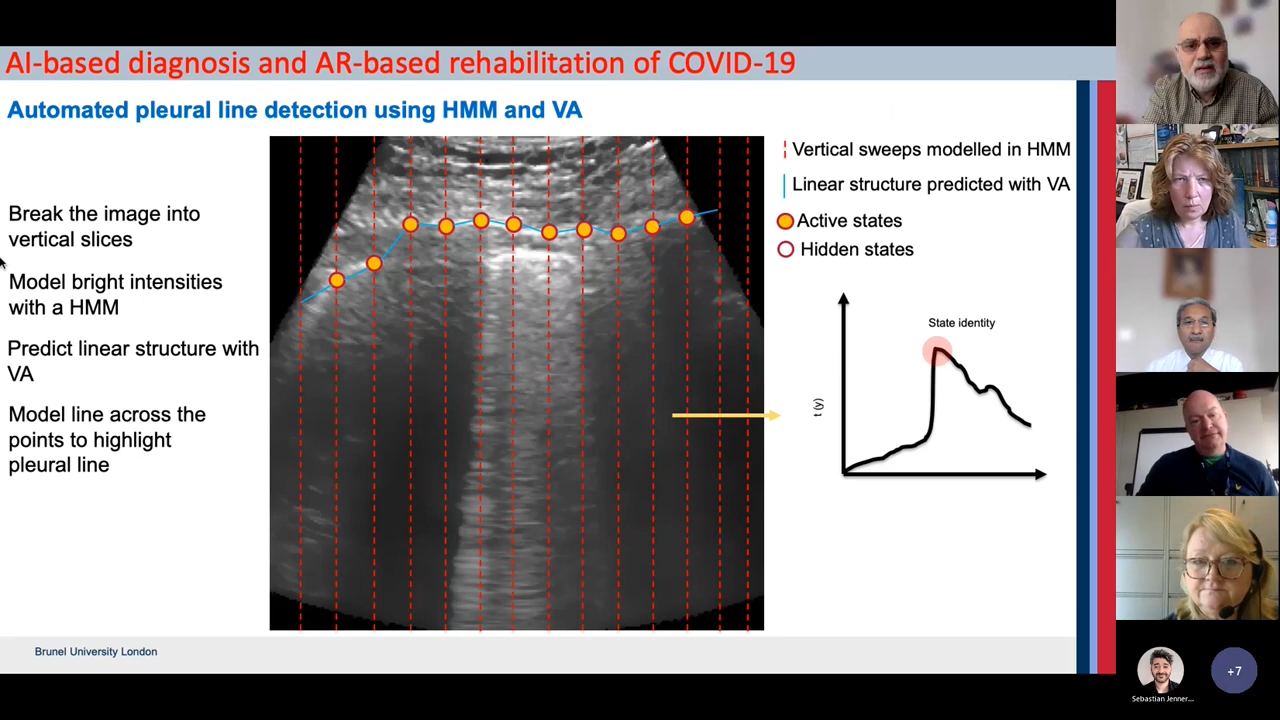 AI-based diagnosis and AR-based rehabilitation of COVID-19
Automated pleural line detection using HMM and VA
Break the image into
vertical slices
Model bright intensities
with a HMM
Predict linear structure with
VA
Model line across the
points to highlight
pleural line
Vertical sweeps modelled in HMM
Linear structure predicted with VA
Active states
Hidden states
State identity
t (y)
Brunel University London
Sebastian Jenner...
+7